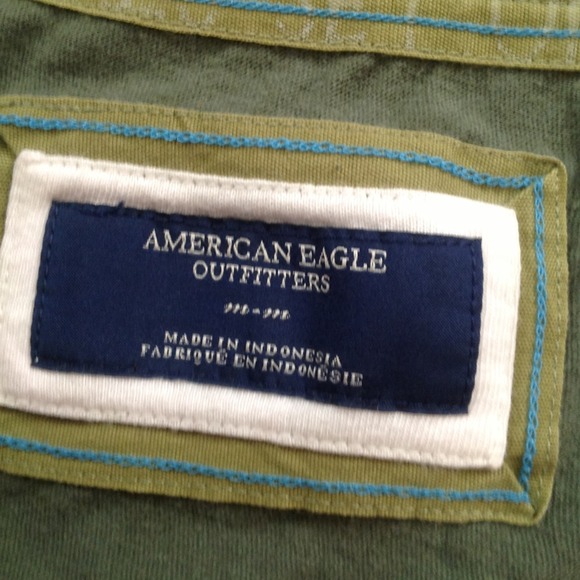 AMERICAN EAGLE
OUTFITTERS
m-m
MADE IN INDONESIA
FABRIQUÉ EN INDONÉSIE